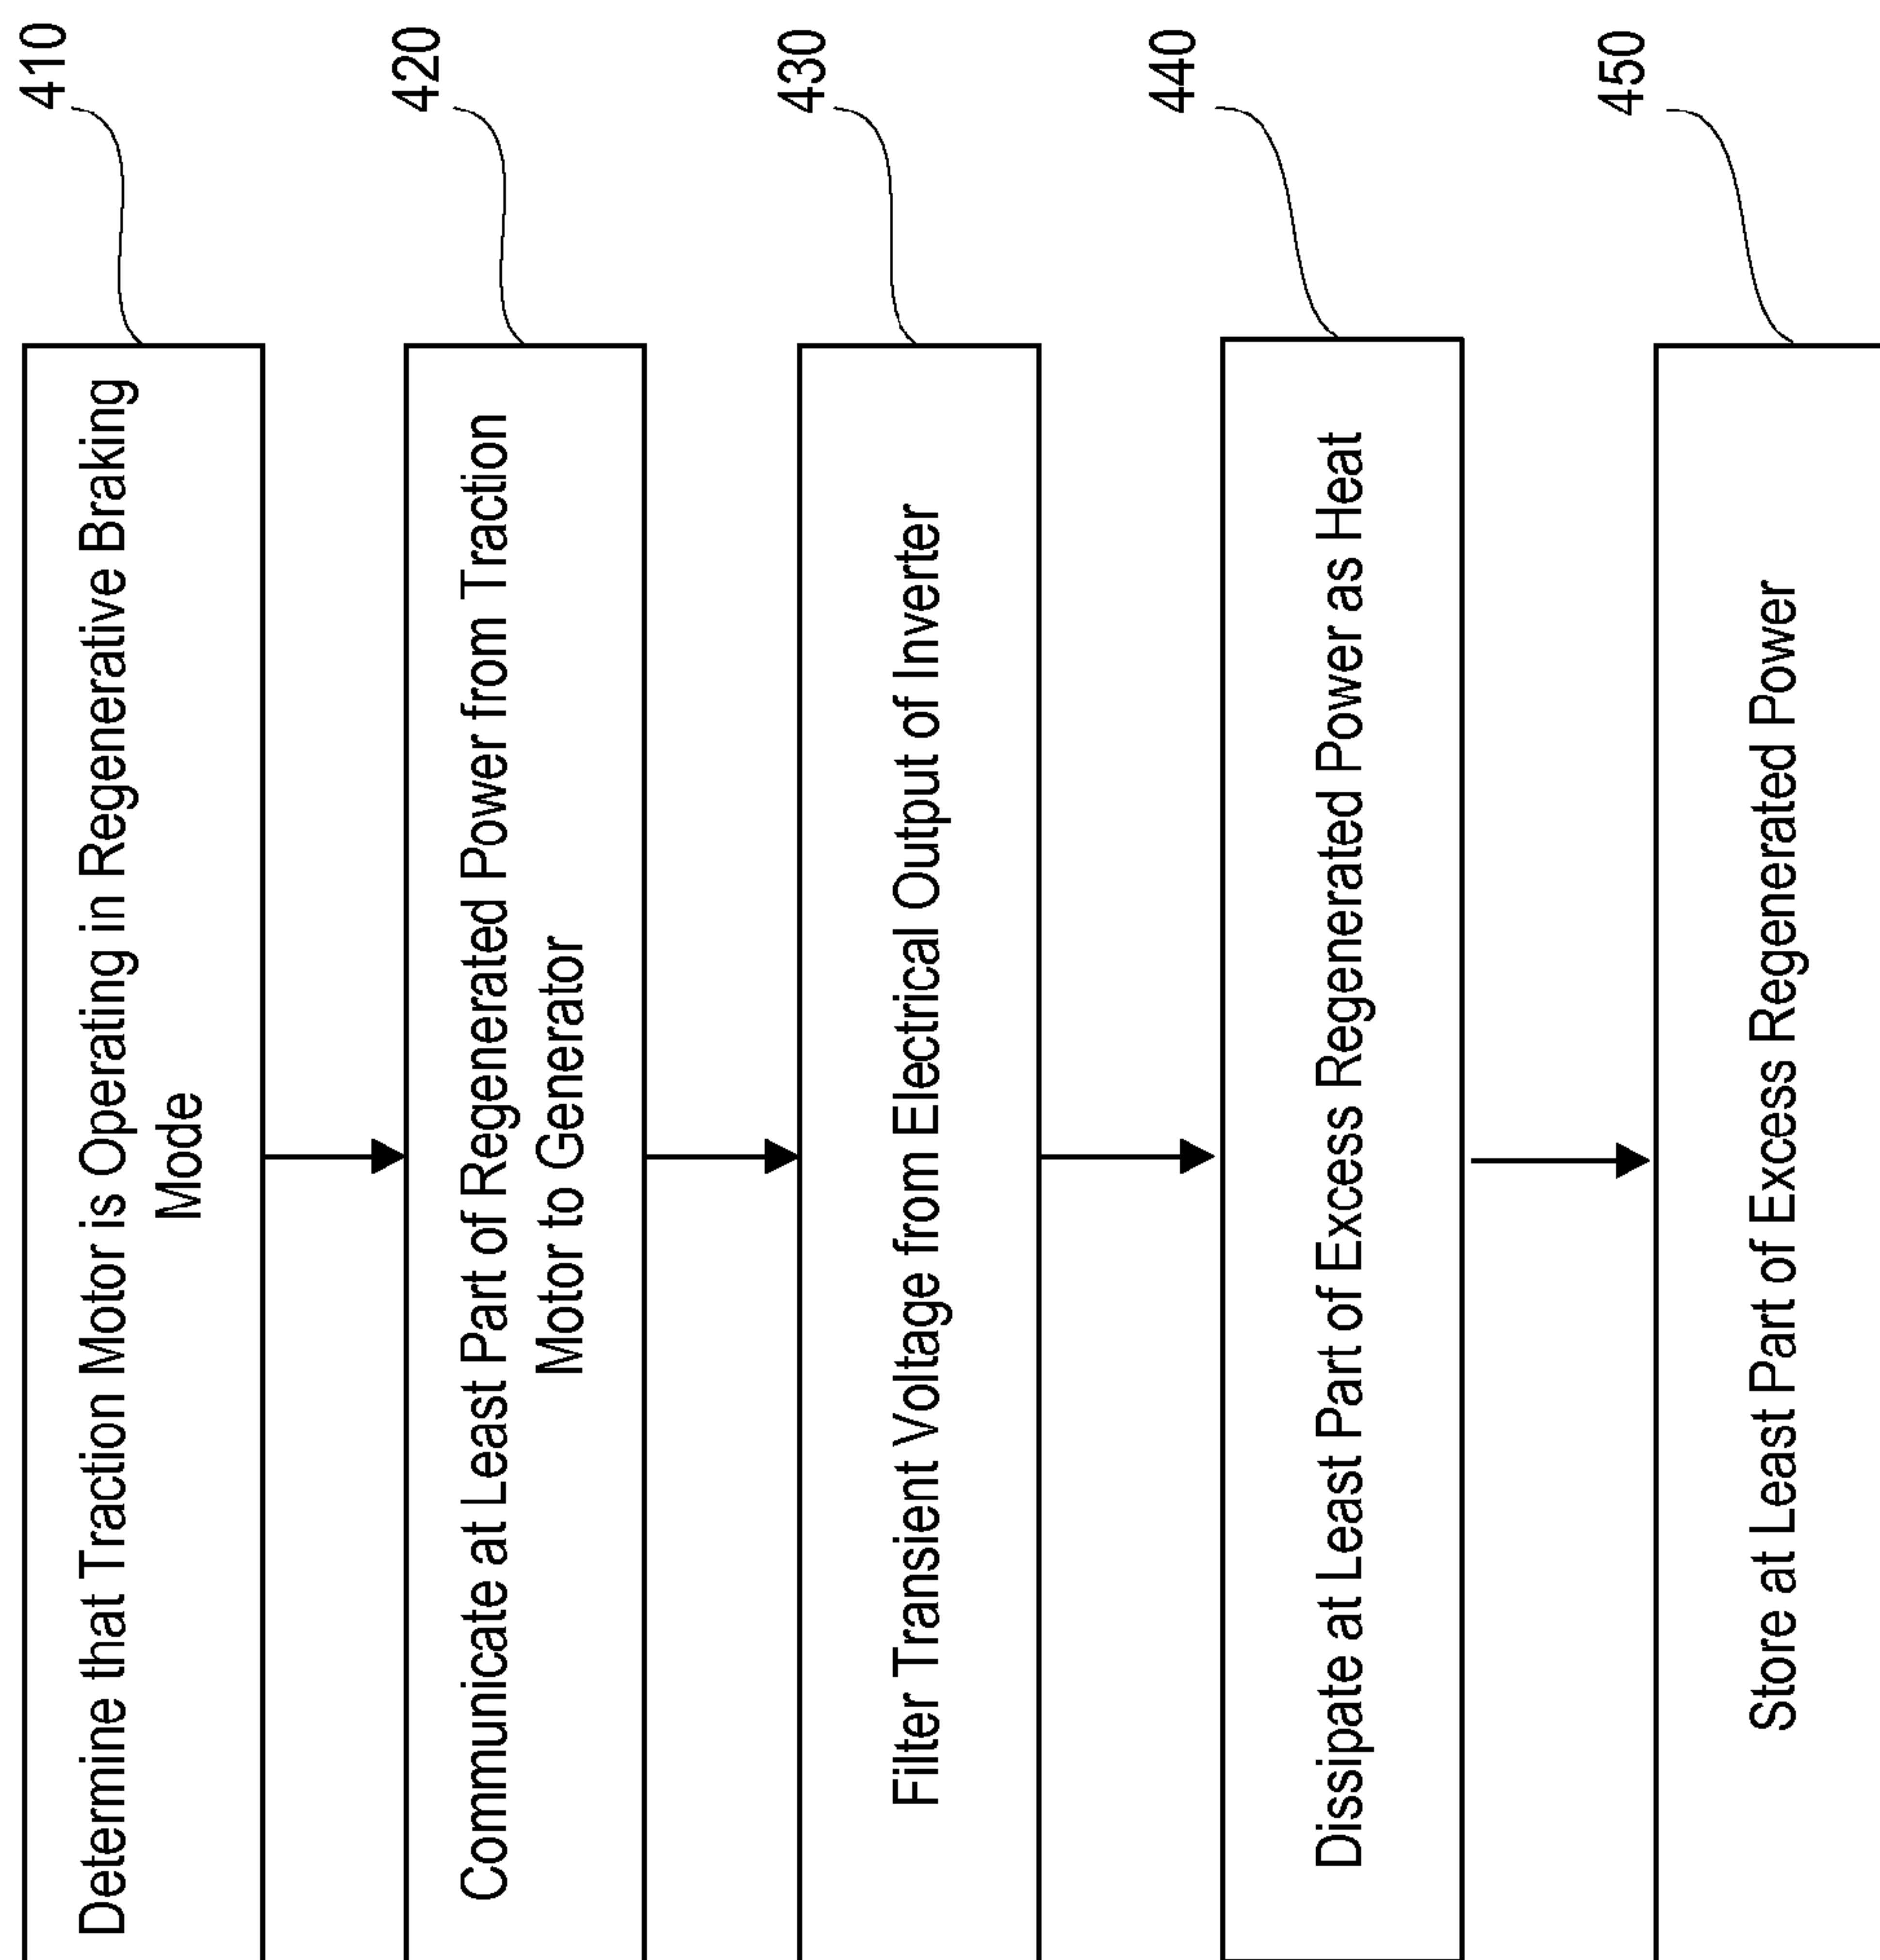 410
Determine that Traction Motor is Operating in Regenerative Braking
Mode
420
Communicate at Least Part of Regenerated Power from Traction
Motor to Generator
430
Filter Transient Voltage from Electrical Output of Inverter
440
Dissipate at Least Part of Excess Regenerated Power as Heat
450
Store at Least Part of Excess Regenerated Power